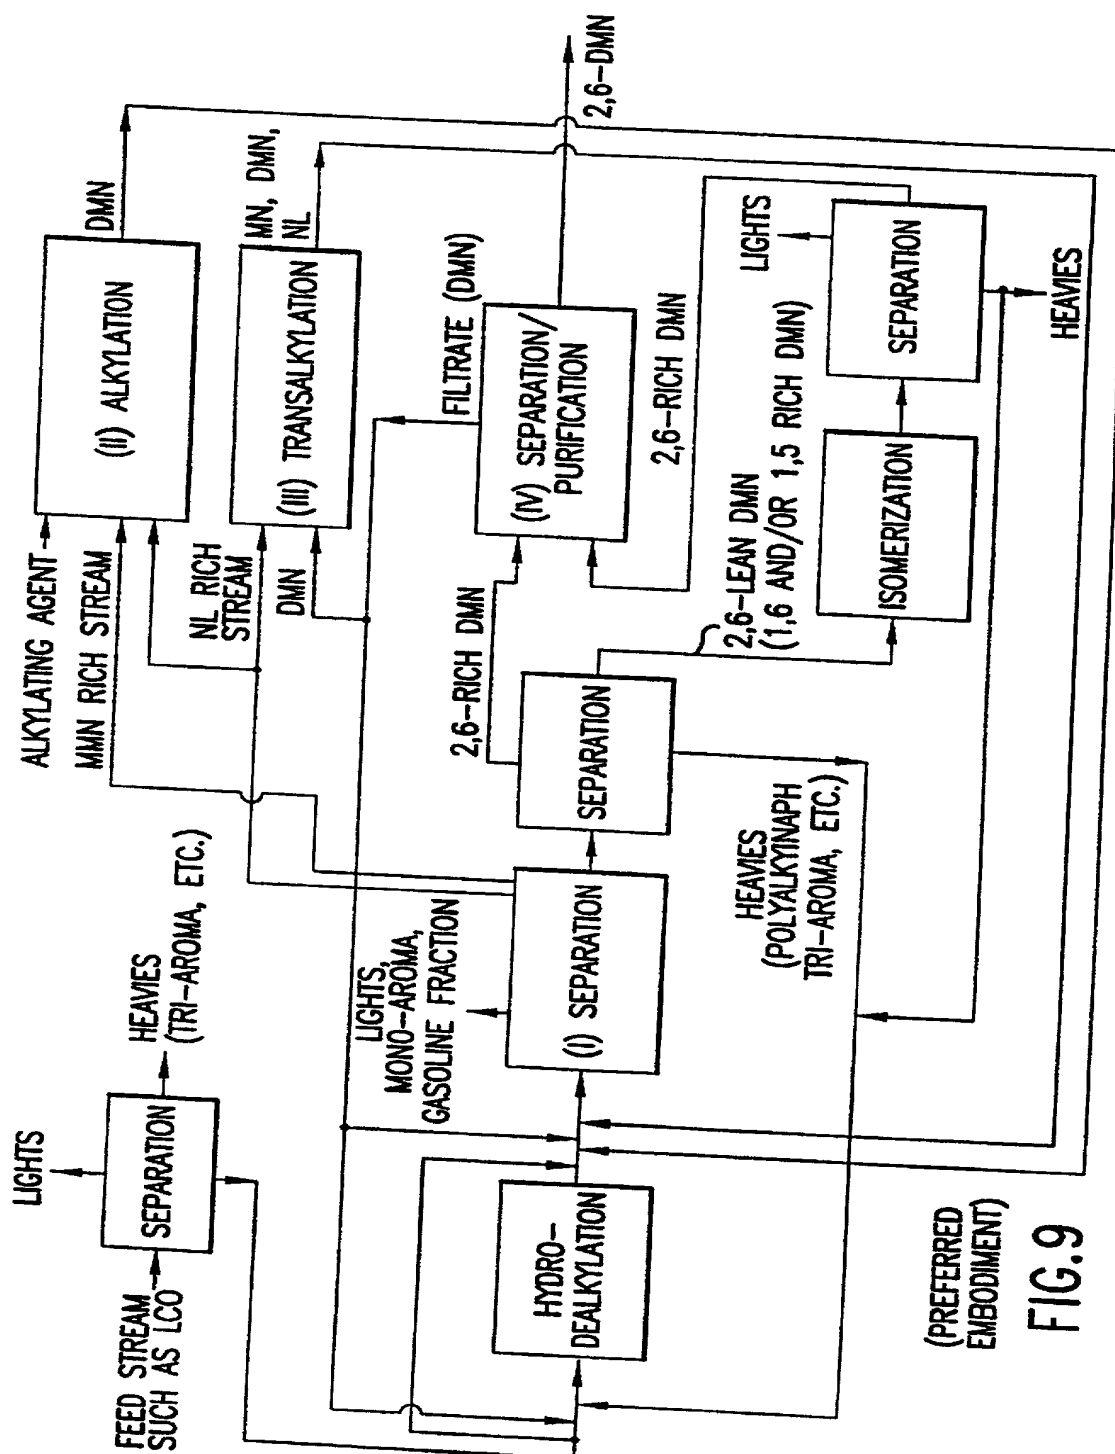 FEED STREAM
SUCH AS LCO
LIGHTS
SEPARATION
HEAVIES
(TRI-AROMA, ETC.)
ALKYLATING AGENT
MMN RICH STREAM
(II) ALKYLATION
DMN
NL RICH
STREAM
DMN
(III) TRANSALKYLATION
MN, DMN,
NL
LIGHTS,
MONO-AROMA,
GASOLINE FRACTION
HYDRO-
DEALKYLATION
(I) SEPARATION
SEPARATION
2,6-RICH DMN
FILTRATE (DMN)
(IV) SEPARATION/
PURIFICATION
2,6-DMN
2,6-RICH DMN
2,6-LEAN DMN
(1,6 AND/OR 1,5 RICH DMN)
HEAVIES
(POLYALKYINAPH
TRI-AROMA, ETC.)
ISOMERIZATION
LIGHTS
SEPARATION
HEAVIES
(PREFERRED
EMBODIMENT)
FIG.9